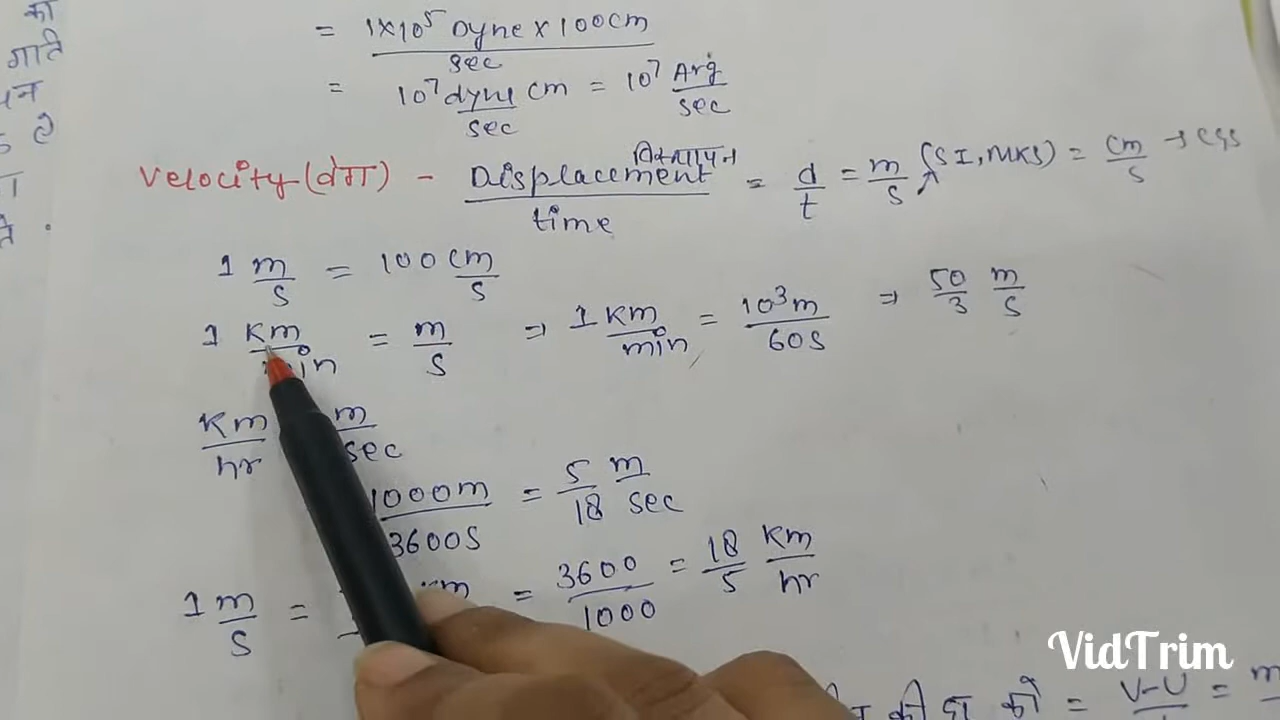 का
गाते
= 1×10⁵ Dyne × 100cm / sec
= 10⁷ dyne/sec cm = 10⁷ Arg/sec
Velocity (वेग) - Displacement विस्थापन / time = d/t = m/s (SI, MKS) = cm/s → CGS
1 m/s = 100 cm/s
1 Km/min = m/s ⇒ 1 Km/min = 10³m/60s ⇒ 50/3 m/s
Km/hr m/sec
1000m/3600s = 5/18 m/sec
1 m/s = = 3600/1000 = 18/5 Km/hr
की = V-U =
VidTrim